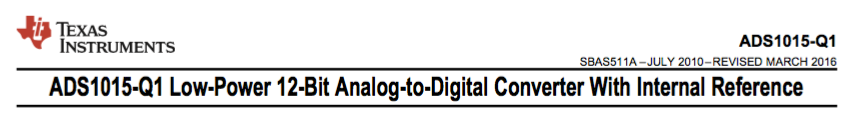 TEXAS
INSTRUMENTS
ADS1015-Q1
SBAS511A –JULY 2010–REVISED MARCH 2016
ADS1015-Q1 Low-Power 12-Bit Analog-to-Digital Converter With Internal Reference